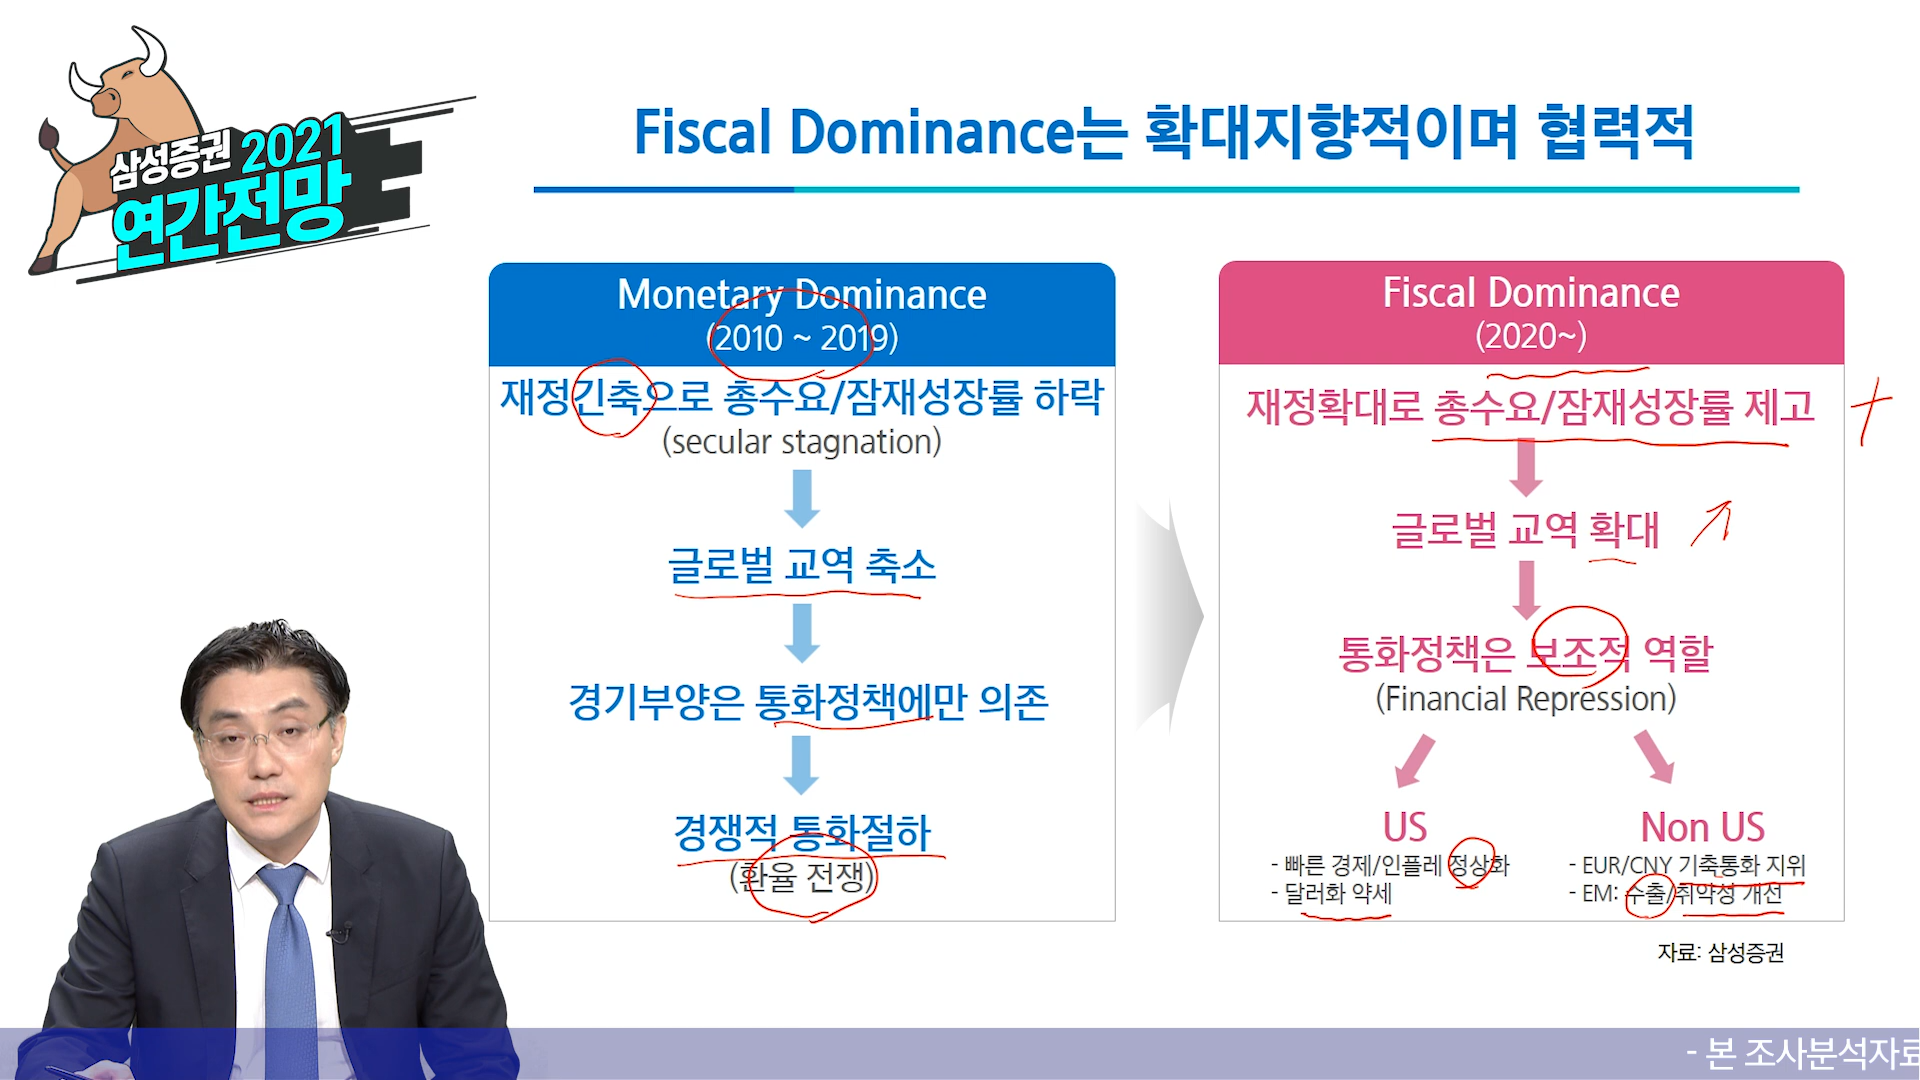 삼성증권 2021
연간전망
Fiscal Dominance는 확대지향적이며 협력적
Monetary Dominance
(2010 ~ 2019)
재정긴축으로 총수요/잠재성장률 하락
(secular stagnation)
글로벌 교역 축소
경기부양은 통화정책에만 의존
경쟁적 통화절하
(환율 전쟁)
Fiscal Dominance
(2020~)
재정확대로 총수요/잠재성장률 제고
글로벌 교역 확대
통화정책은 보조적 역할
(Financial Repression)
US
- 빠른 경제/인플레 정상화
- 달러화 약세
Non US
- EUR/CNY 기축통화 지위
- EM: 수출/취약성 개선
자료: 삼성증권
- 본 조사분석자료